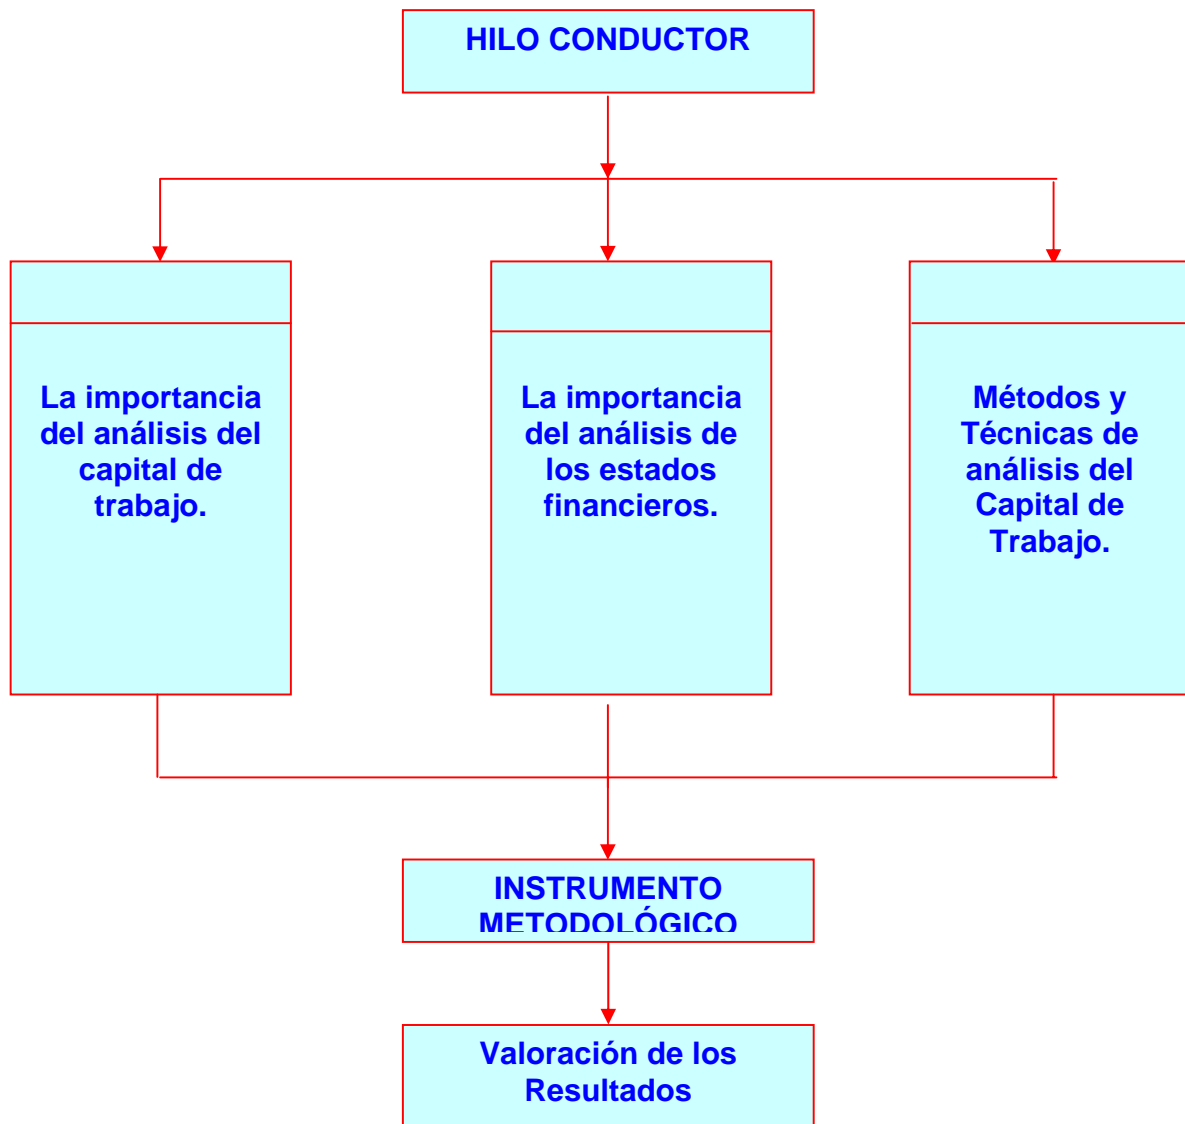 HILO CONDUCTOR
La importancia
del análisis del
capital de
trabajo.
La importancia
del análisis de
los estados
financieros.
Métodos y
Técnicas de
análisis del
Capital de
Trabajo.
INSTRUMENTO
METODOLÓGICO
Valoración de los
Resultados